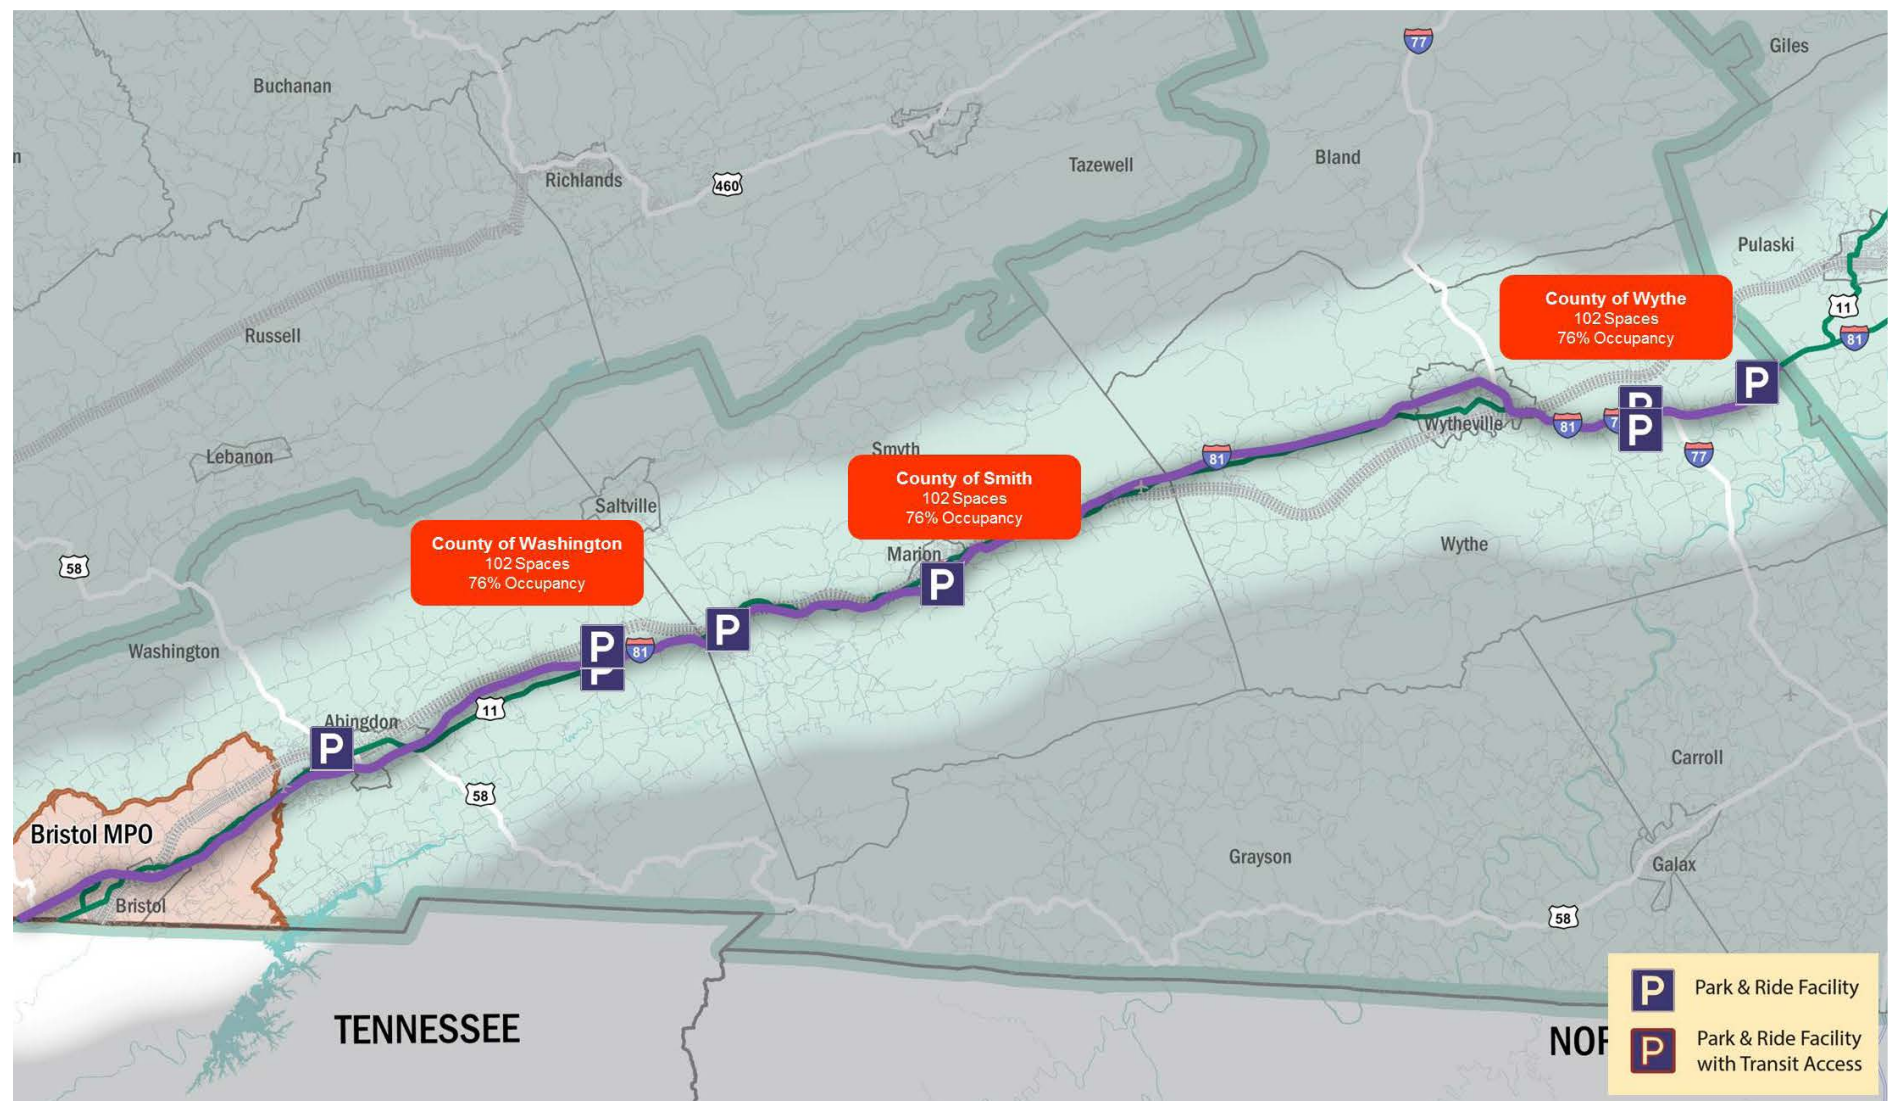 77
Giles
Buchanan
Tazewell
Bland
Richlands
460
Pulaski
County of Wythe
102 Spaces
76% Occupancy
11
81
Russell
Wytheville
81
77
Smyth
81
Lebanon
County of Smith
102 Spaces
76% Occupancy
Saltville
County of Washington
102 Spaces
76% Occupancy
Marion
Wythe
58
P
P
P
P
Washington
P
81
P
11
Abingdon
P
58
Carroll
Bristol MPO
Grayson
Galax
Bristol
58
TENNESSEE
P Park & Ride Facility
P Park & Ride Facility
with Transit Access